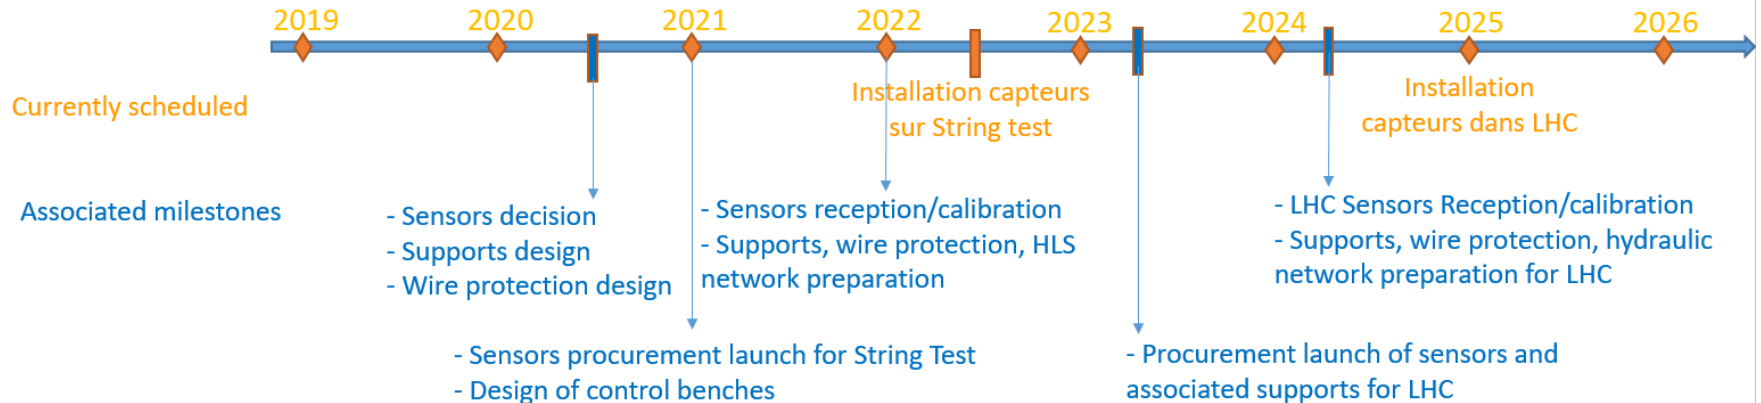 2019 2020 2021 2022 2023 2024 2025 2026
Currently scheduled
Installation capteurs
sur String test
Installation
capteurs dans LHC
Associated milestones
- Sensors decision
- Supports design
- Wire protection design
- Sensors reception/calibration
- Supports, wire protection, HLS
network preparation
- LHC Sensors Reception/calibration
- Supports, wire protection, hydraulic
network preparation for LHC
- Sensors procurement launch for String Test
- Design of control benches
- Procurement launch of sensors and
associated supports for LHC